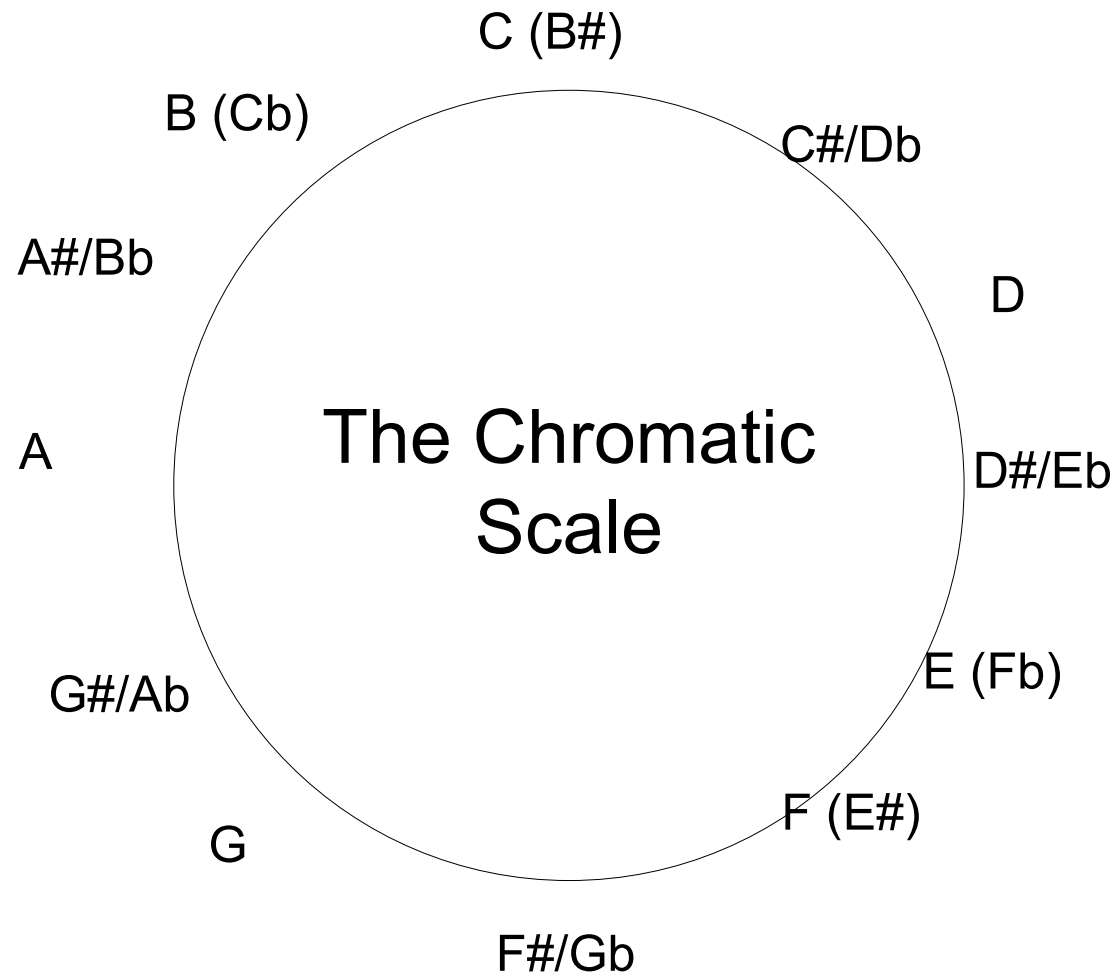 C (B#)
B (Cb)
C#/Db
A#/Bb
D
The Chromatic
Scale
A
D#/Eb
E (Fb)
G#/Ab
F (E#)
G
F#/Gb